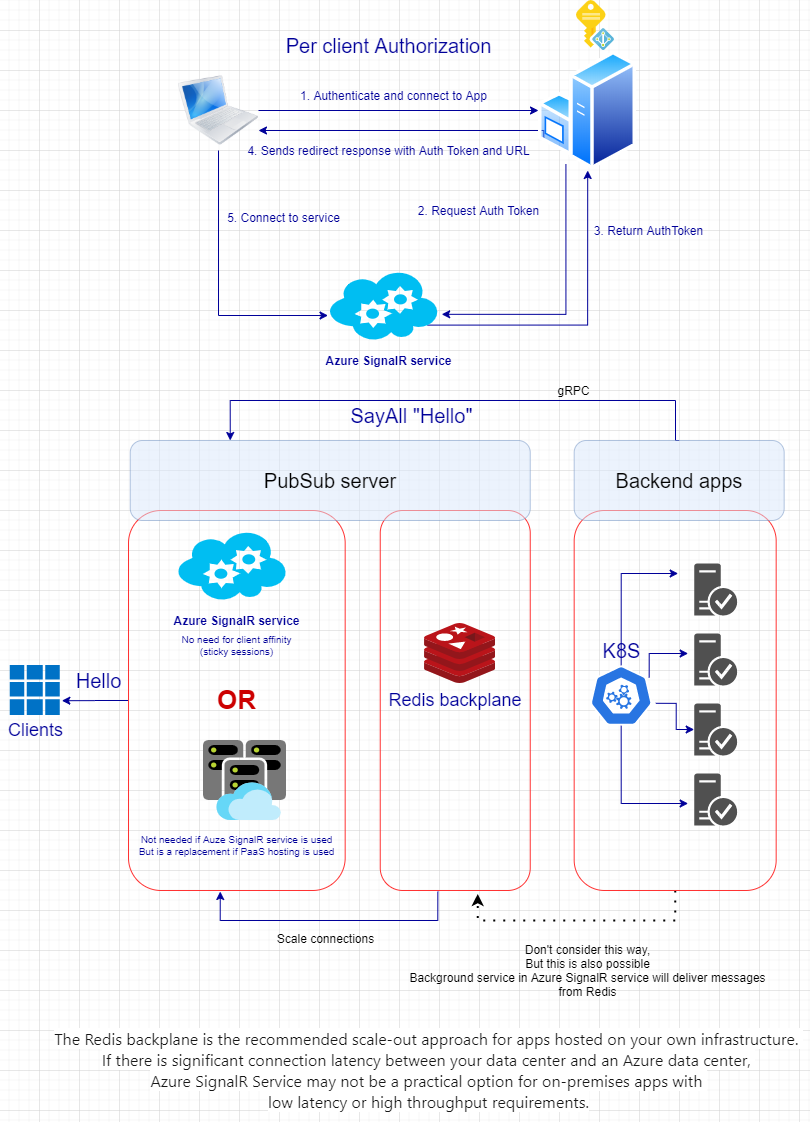 Per client Authorization
1. Authenticate and connect to App
4. Sends redirect response with Auth Token and URL
2. Request Auth Token
5. Connect to service
3. Return AuthToken
Azure SignalR service
gRPC
SayAll "Hello"
PubSub server
Backend apps
Azure SignalR service
No need for client affinity
(sticky sessions)
K8S
Hello
OR
Redis backplane
Clients
Not needed if Auze SignalR service is used
But is a replacement if PaaS hosting is used
Scale connections
Don't consider this way,
But this is also possible
Background service in Azure SignalR service will deliver messages
from Redis
The Redis backplane is the recommended scale-out approach for apps hosted on your own infrastructure.
If there is significant connection latency between your data center and an Azure data center,
Azure SignalR Service may not be a practical option for on-premises apps with
low latency or high throughput requirements.